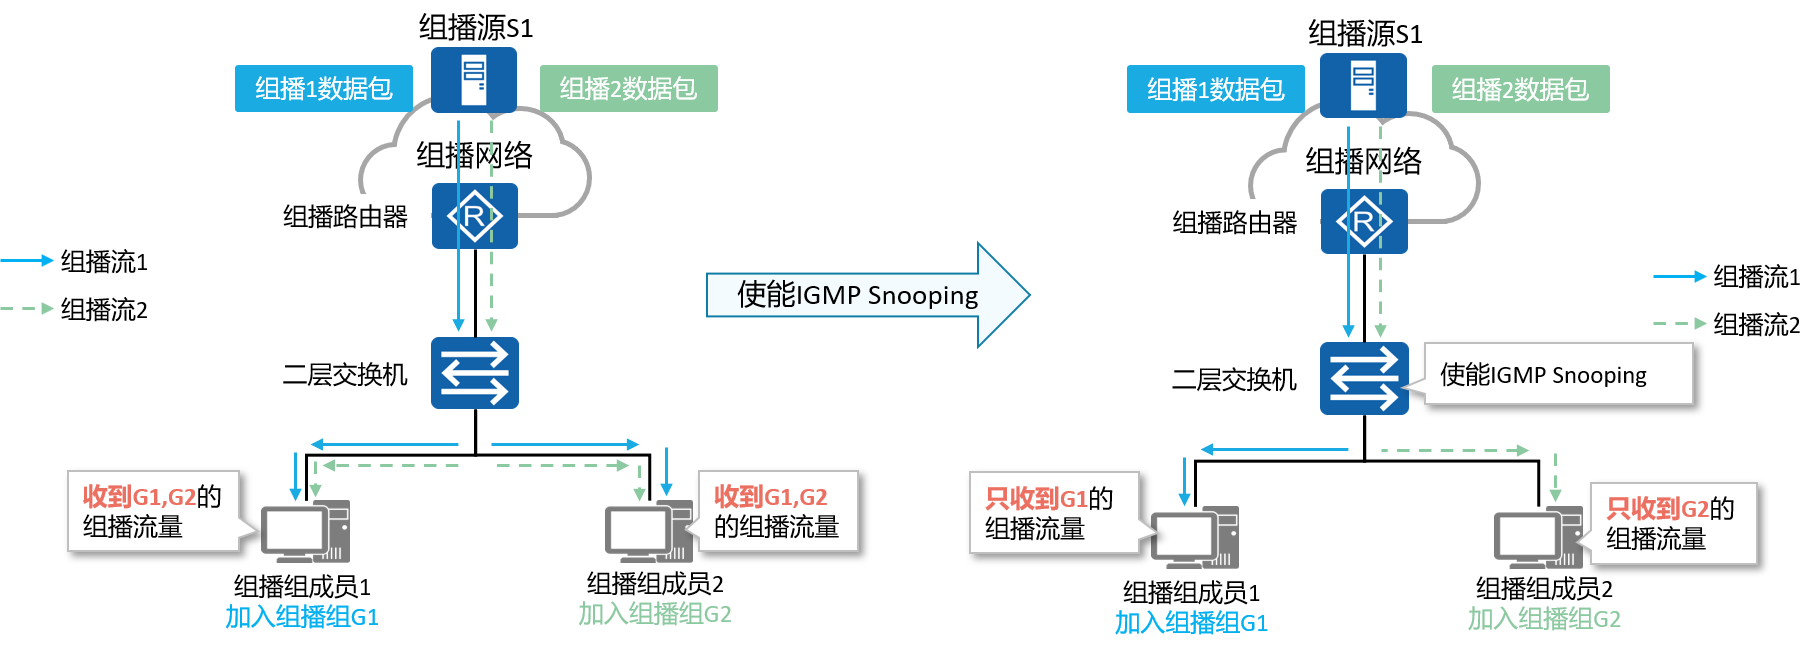 组播源S1
组播1数据包
组播2数据包
组播网络
R
组播路由器
组播流1
组播流2
二层交换机
收到G1,G2的
组播流量
收到G1,G2
的组播流量
组播组成员1
加入组播组G1
组播组成员2
加入组播组G2
使能IGMP Snooping
组播源S1
组播1数据包
组播2数据包
组播网络
R
组播路由器
组播流1
组播流2
二层交换机
使能IGMP Snooping
只收到G1的
组播流量
只收到G2的
组播流量
组播组成员1
加入组播组G1
组播组成员2
加入组播组G2